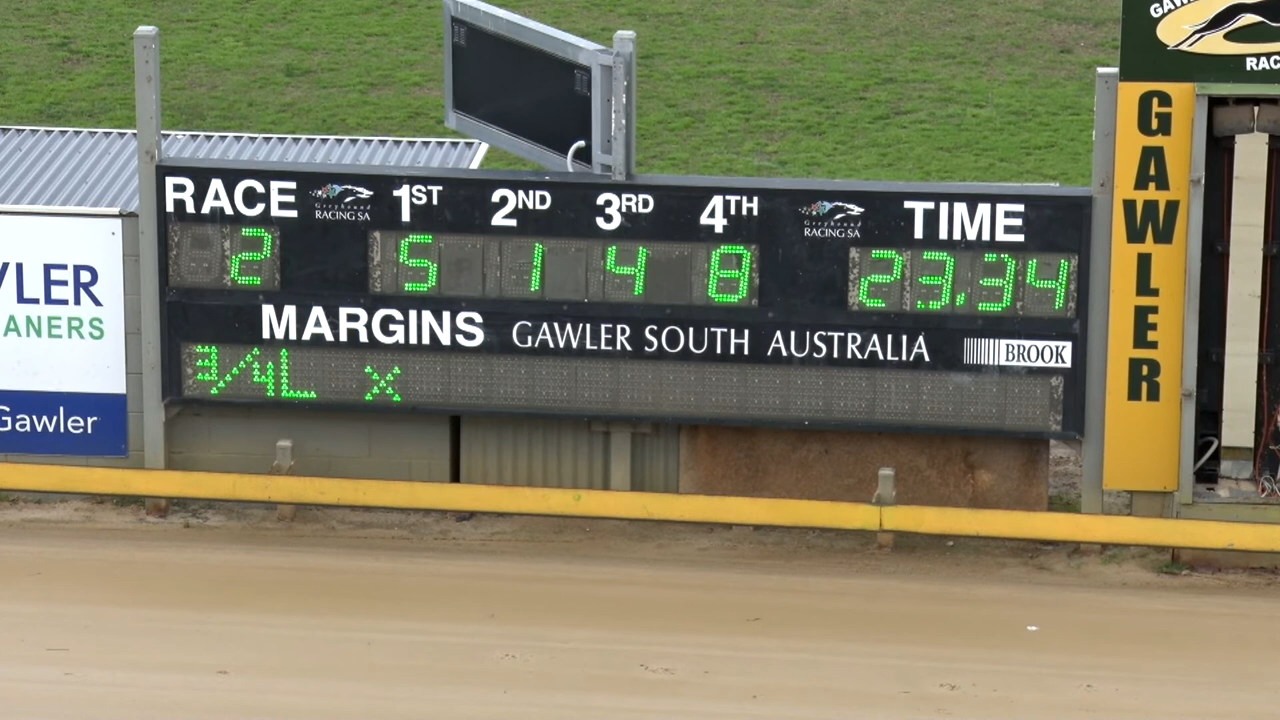 GAW
RAC
GAWLER
RACE
Greyhound
RACING SA
1ST 2ND 3RD 4TH
Greyhound
RACING SA
TIME
2 5 1 4 8 23.34
MARGINS GAWLER SOUTH AUSTRALIA BROOK
3/4L X
WLER
ANERS
Gawler